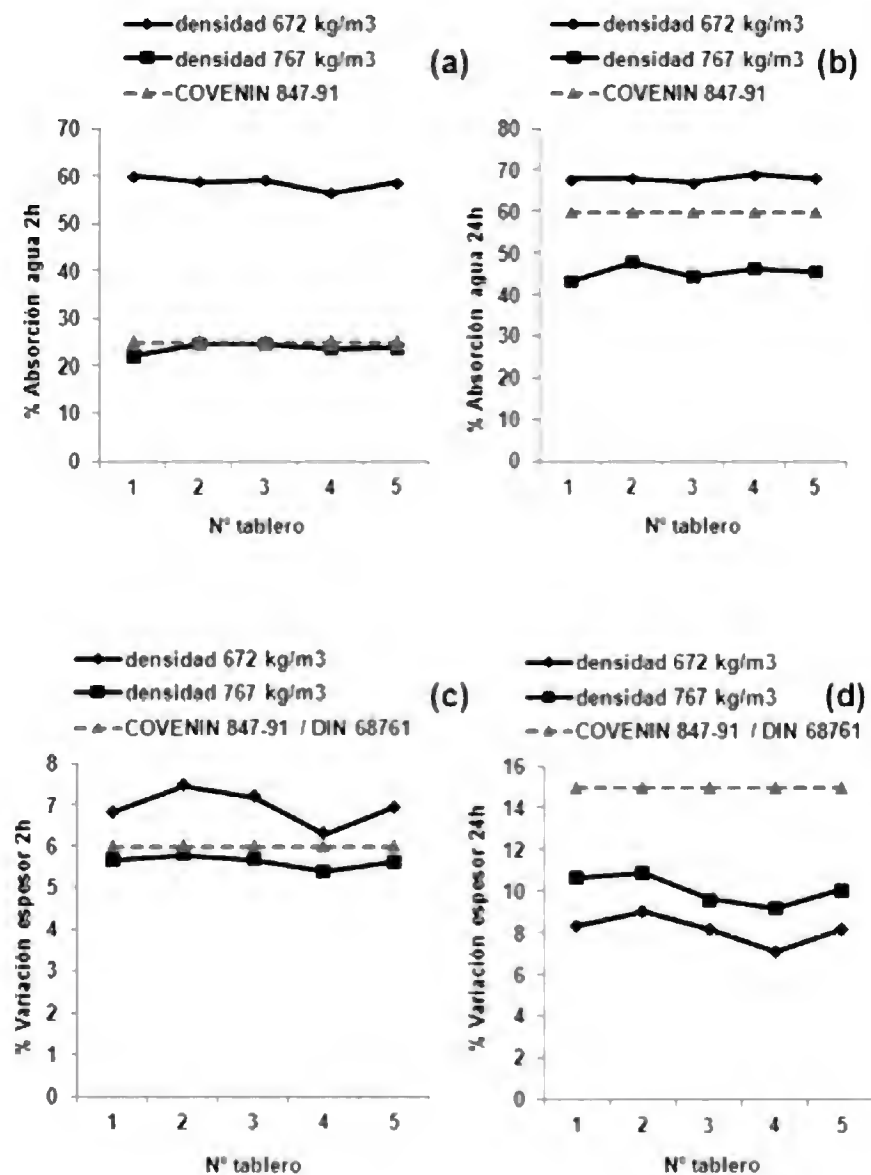 densidad 672 kg/m3
densidad 767 kg/m3
COVENIN 847-91
(a)
% Absorción agua 2h
70
60
50
40
30
20
10
0
1 2 3 4 5
N° tablero
densidad 672 kg/m3
densidad 767 kg/m3
COVENIN 847-91
(b)
% Absorción agua 24h
80
70
60
50
40
30
20
10
0
1 2 3 4 5
N° tablero
densidad 672 kg/m3
densidad 767 kg/m3
COVENIN 847-91 / DIN 68761
(c)
% Variación espesor 2h
8
7
6
5
4
3
2
1
0
1 2 3 4 5
N° tablero
densidad 672 kg/m3
densidad 767 kg/m3
COVENIN 847-91 / DIN 68761
(d)
% Variación espesor 24h
16
14
12
10
8
6
4
2
0
1 2 3 4 5
N° tablero